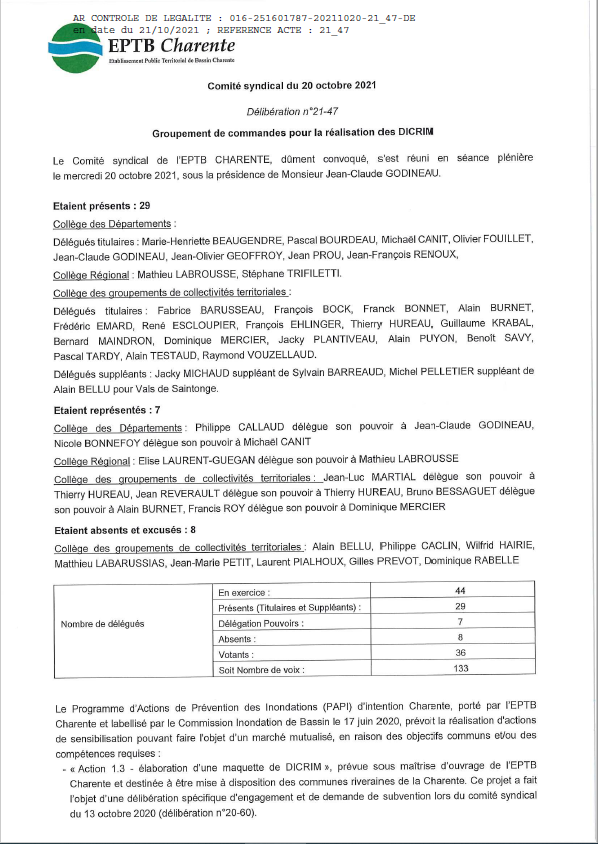 AR CONTROLE DE LEGALITE : 016-251601787-20211020-21_47-DE
en date du 21/10/2021 ; REFERENCE ACTE : 21_47
EPTB Charente
Etablissement Public Territorial de Bassin Charente
Comité syndical du 20 octobre 2021
Délibération n°21-47
Groupement de commandes pour la réalisation des DICRIM
Le Comité syndical de l'EPTB CHARENTE, dûment convoqué, s'est réuni en séance plénière
le mercredi 20 octobre 2021, sous la présidence de Monsieur Jean-Claude GODINEAU.
Etaient présents : 29
Collège des Départements :
Délégués titulaires : Marie-Henriette BEAUGENDRE, Pascal BOURDEAU, Michaël CANIT, Olivier FOUILLET,
Jean-Claude GODINEAU, Jean-Olivier GEOFFROY, Jean PROU, Jean-François RENOUX,
Collège Régional : Mathieu LABROUSSE, Stéphane TRIFILETTI.
Collège des groupements de collectivités territoriales :
Délégués titulaires : Fabrice BARUSSEAU, François BOCK, Franck BONNET, Alain BURNET,
Frédéric EMARD, René ESCLOUPIER, François EHLINGER, Thierry HUREAU, Guillaume KRABAL,
Bernard MAINDRON, Dominique MERCIER, Jacky PLANTIVEAU, Alain PUYON, Benoît SAVY,
Pascal TARDY, Alain TESTAUD, Raymond VOUZELLAUD.
Délégués suppléants : Jacky MICHAUD suppléant de Sylvain BARREAUD, Michel PELLETIER suppléant de
Alain BELLU pour Vals de Saintonge.
Etaient représentés : 7
Collège des Départements : Philippe CALLAUD délègue son pouvoir à Jean-Claude GODINEAU,
Nicole BONNEFOY délègue son pouvoir à Michaël CANIT
Collège Régional : Elise LAURENT-GUEGAN délègue son pouvoir à Mathieu LABROUSSE
Collège des groupements de collectivités territoriales : Jean-Luc MARTIAL délègue son pouvoir à
Thierry HUREAU, Jean REVERAULT délègue son pouvoir à Thierry HUREAU, Bruno BESSAGUET délègue
son pouvoir à Alain BURNET, Francis ROY délègue son pouvoir à Dominique MERCIER
Etaient absents et excusés : 8
Collège des groupements de collectivités territoriales : Alain BELLU, Philippe CACLIN, Wilfrid HAIRIE,
Matthieu LABARUSSIAS, Jean-Marie PETIT, Laurent PIALHOUX, Gilles PREVOT, Dominique RABELLE
Nombre de délégués
En exercice : 44
Présents (Titulaires et Suppléants) : 29
Délégation Pouvoirs : 7
Absents : 8
Votants : 36
Soit Nombre de voix : 133
Le Programme d'Actions de Prévention des Inondations (PAPI) d'intention Charente, porté par l'EPTB
Charente et labellisé par le Commission Inondation de Bassin le 17 juin 2020, prévoit la réalisation d'actions
de sensibilisation pouvant faire l'objet d'un marché mutualisé, en raison des objectifs communs et/ou des
compétences requises :
- « Action 1.3 - élaboration d'une maquette de DICRIM », prévue sous maîtrise d'ouvrage de l'EPTB
Charente et destinée à être mise à disposition des communes riveraines de la Charente. Ce projet a fait
l'objet d'une délibération spécifique d'engagement et de demande de subvention lors du comité syndical
du 13 octobre 2020 (délibération n°20-60).